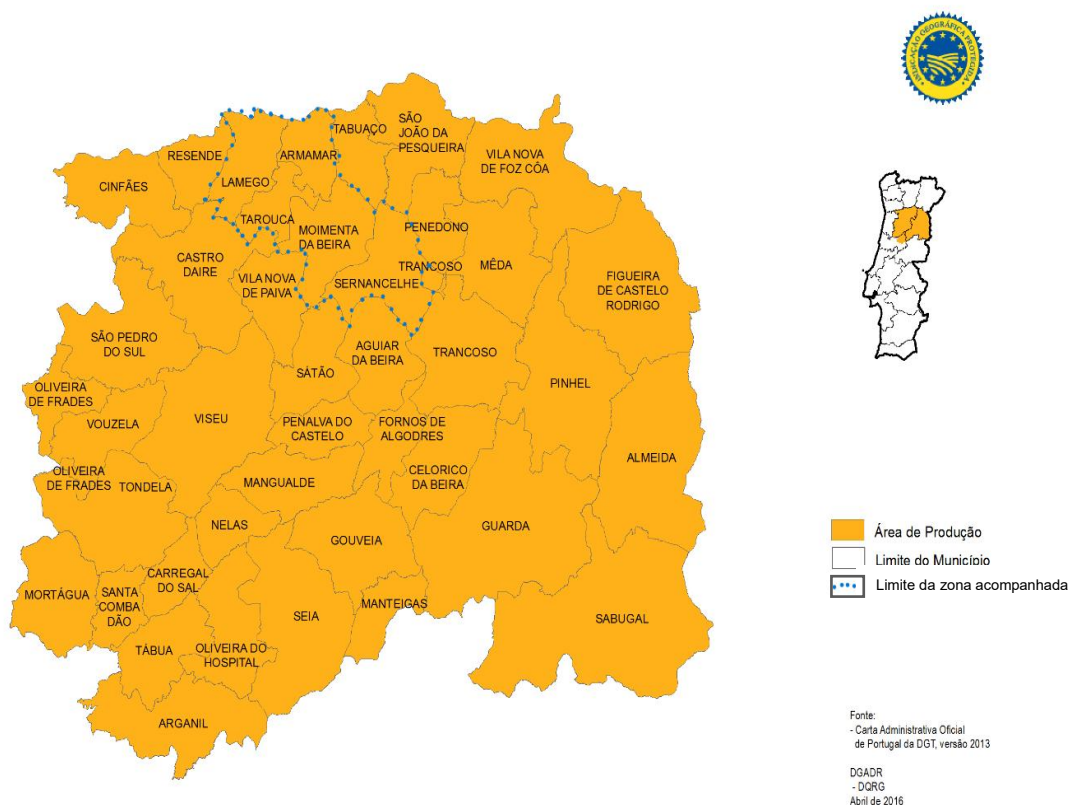 INDICAÇÃO GEOGRÁFICA PROTEGIDA
SÃO
JOÃO DA
PESQUEIRA
TABUAÇO
RESENDE
ARMAMAR
VILA NOVA
DE FOZ CÔA
CINFÃES
LAMEGO
TAROUCA
MOIMENTA
DA BEIRA
PENEDONO
CASTRO
DAIRE
VILA NOVA
DE PAIVA
TRANCOSO
SERNANCELHE
MÊDA
FIGUEIRA
DE CASTELO
RODRIGO
SÃO PEDRO
DO SUL
AGUIAR
DA BEIRA
TRANCOSO
SÁTÃO
PINHEL
OLIVEIRA
DE FRADES
VOUZELA
VISEU
PENALVA DO
CASTELO
FORNOS DE
ALGODRES
ALMEIDA
OLIVEIRA
DE FRADES
TONDELA
MANGUALDE
CELORICO
DA BEIRA
NELAS
GOUVEIA
GUARDA
MORTÁGUA
SANTA
COMBA
DÃO
CARREGAL
DO SAL
SEIA
MANTEIGAS
SABUGAL
TÁBUA
OLIVEIRA DO
HOSPITAL
ARGANIL
Área de Produção
Limite do Município
Limite da zona acompanhada
Fonte:
- Carta Administrativa Oficial
de Portugal da DGT, versão 2013
DGADR
- DQRG
Abril de 2016